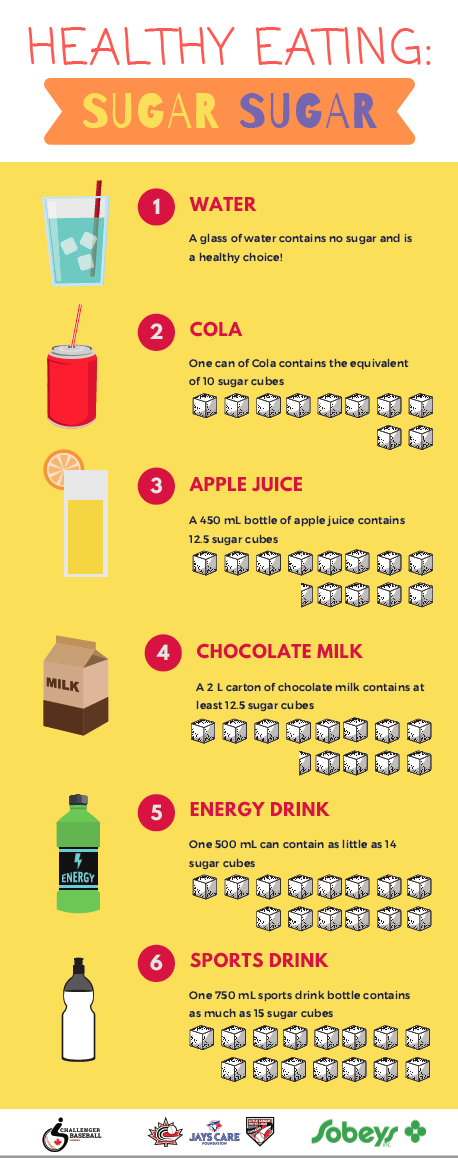 HEALTHY EATING:
SUGAR SUGAR
1 WATER
A glass of water contains no sugar and is
a healthy choice!
2 COLA
One can of Cola contains the equivalent
of 10 sugar cubes
3 APPLE JUICE
A 450 mL bottle of apple juice contains
12.5 sugar cubes
4 CHOCOLATE MILK
MILK
A 2 L carton of chocolate milk contains at
least 12.5 sugar cubes
5 ENERGY DRINK
One 500 mL can contain as little as 14
sugar cubes
ENERGY
6 SPORTS DRINK
One 750 mL sports drink bottle contains
as much as 15 sugar cubes
CHALLENGER
BASEBALL
JAYS CARE
FOUNDATION
Sobeys